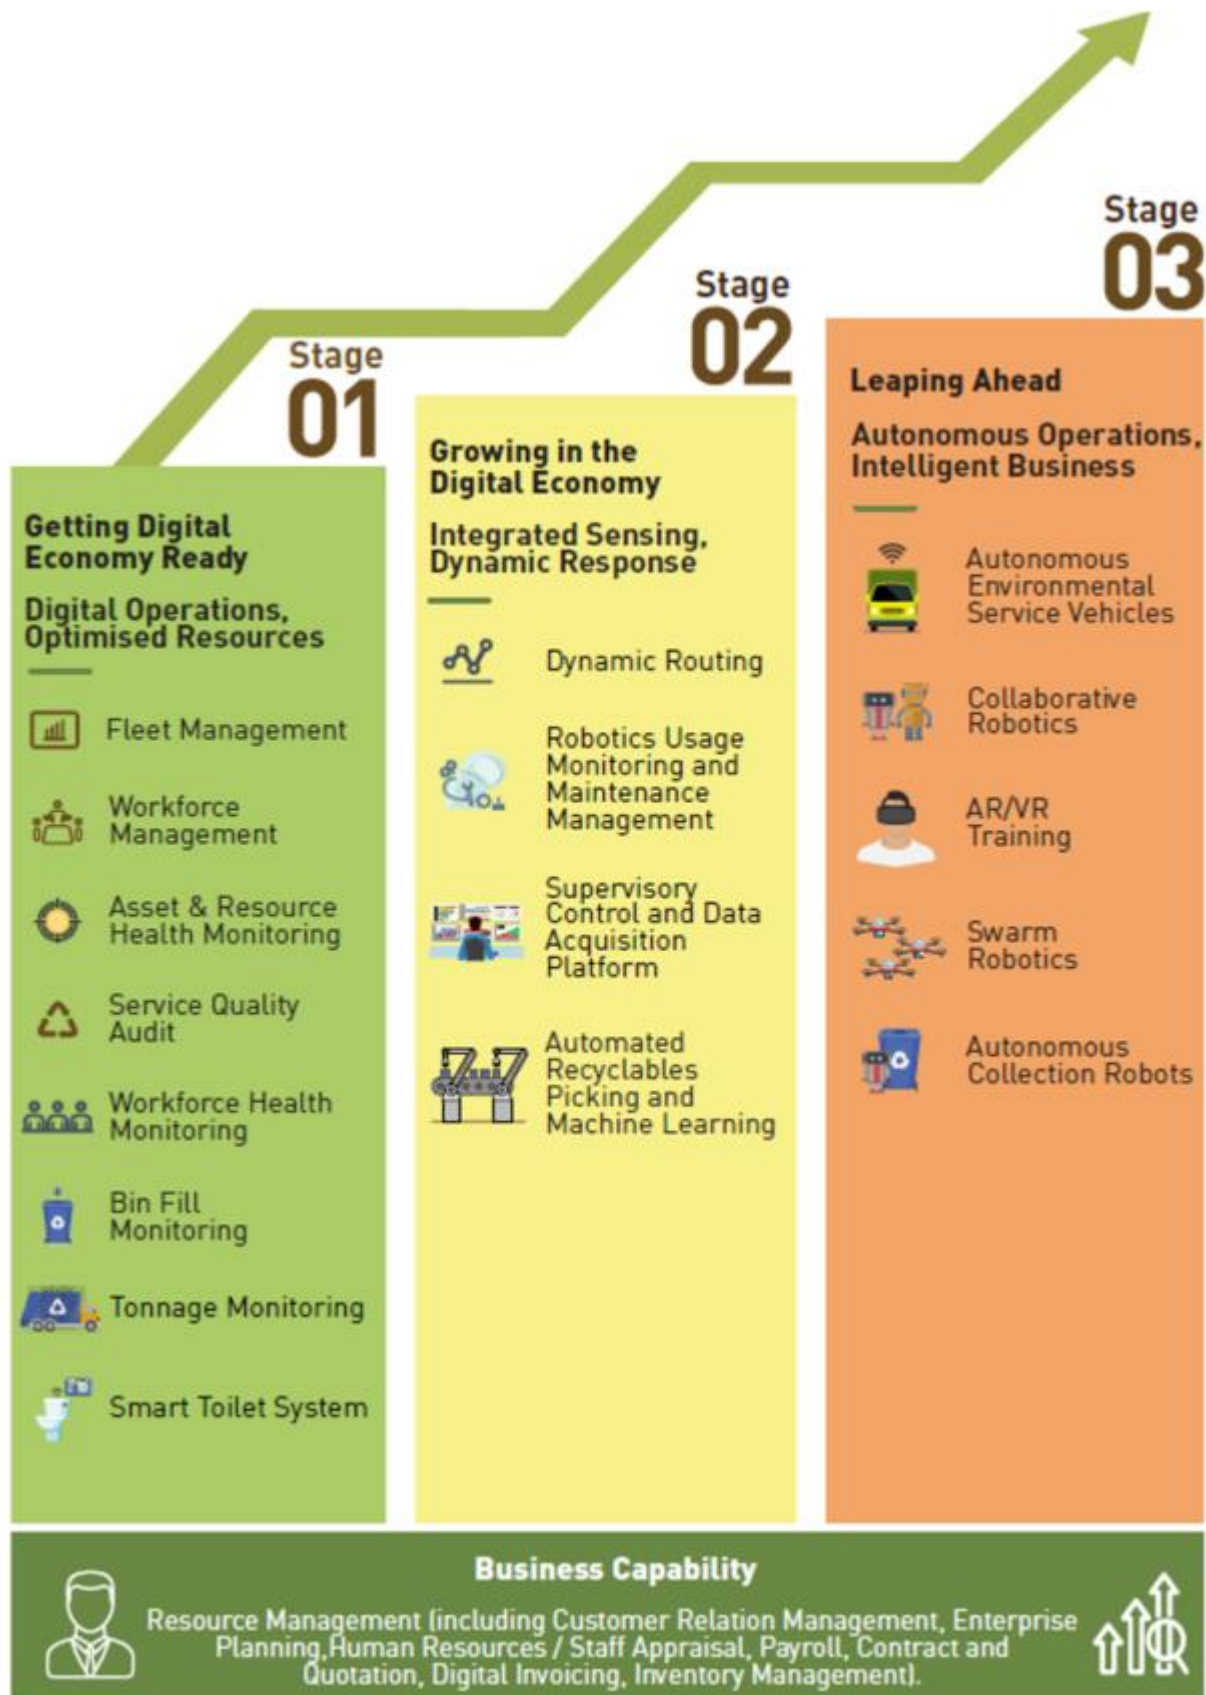 Stage
01
Getting Digital
Economy Ready
Digital Operations,
Optimised Resources
Fleet Management
Workforce
Management
Asset & Resource
Health Monitoring
Service Quality
Audit
Workforce Health
Monitoring
Bin Fill
Monitoring
Tonnage Monitoring
Smart Toilet System
Stage
02
Growing in the
Digital Economy
Integrated Sensing,
Dynamic Response
Dynamic Routing
Robotics Usage
Monitoring and
Maintenance
Management
Supervisory
Control and Data
Acquisition
Platform
Automated
Recyclables
Picking and
Machine Learning
Stage
03
Leaping Ahead
Autonomous Operations,
Intelligent Business
Autonomous
Environmental
Service Vehicles
Collaborative
Robotics
AR/VR
Training
Swarm
Robotics
Autonomous
Collection Robots
Business Capability
Resource Management (including Customer Relation Management, Enterprise
Planning,Human Resources / Staff Appraisal, Payroll, Contract and
Quotation, Digital Invoicing, Inventory Management).